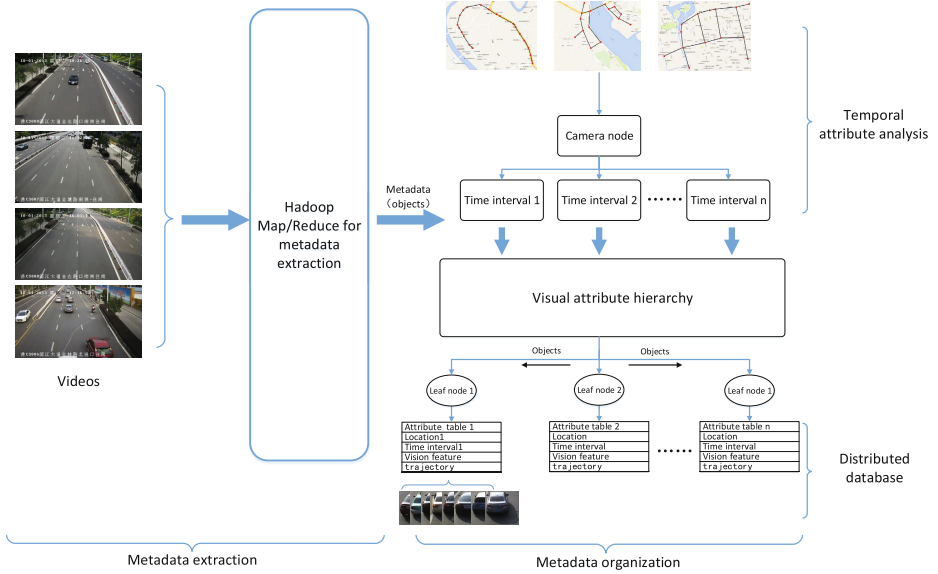 Videos
Hadoop
Map/Reduce for
metadata
extraction
Metadata
(objects)
Camera node
Time interval 1
Time interval 2
Time interval n
Visual attribute hierarchy
Objects
Objects
Leaf node 1
Leaf node 2
Leaf node 1
Attribute table 1
Location1
Time interval1
Vision feature
trajectory
Attribute table 2
Location
Time interval
Vision feature
trajectory
Attribute table n
Location
Time interval
Vision feature
trajectory
Temporal
attribute analysis
Distributed
database
Metadata extraction
Metadata organization